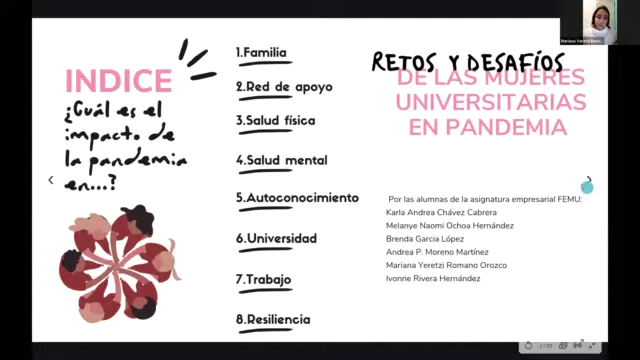 INDICE
¿Cuál es el
impacto de
la pandemia
en...?
1.Familia
2.Red de apoyo
3.Salud física
4.Salud mental
5.Autoconocimiento
6.Universidad
7.Trabajo
8.Resiliencia
RETOS Y DESAFÍOS
DE LAS MUJERES
UNIVERSITARIAS
EN PANDEMIA
Por las alumnas de la asignatura empresarial FEMU:
Karla Andrea Chávez Cabrera
Melanye Naomi Ochoa Hernández
Brenda Garcia López
Andrea P. Moreno Martínez
Mariana Yeretzi Romano Orozco
Ivonne Rivera Hernández
Mariana Yeretzi